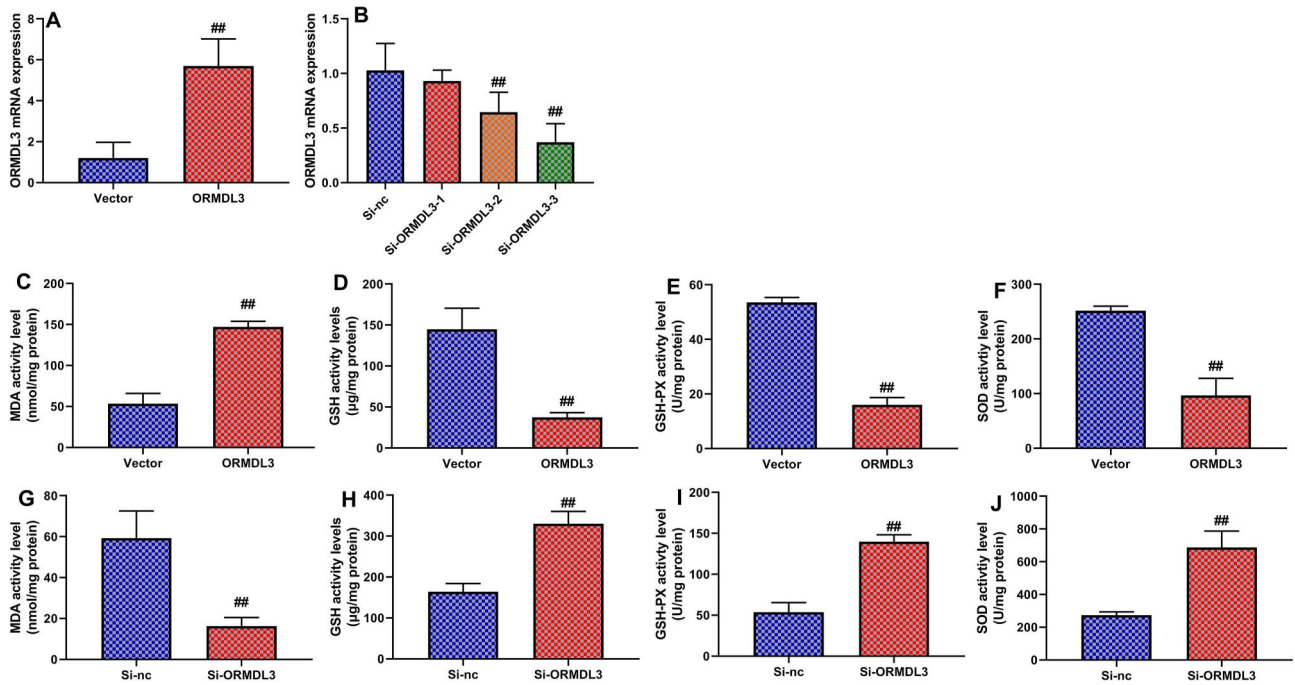 A
ORMDL3 mRNA expression
8
6
4
2
0
##
Vector
ORMDL3
B
ORMDL3 mRNA expression
1.5
1.0
0.5
0.0
##
##
Si-nc
Si-ORMDL3-1
Si-ORMDL3-2
Si-ORMDL3-3
C
MDA activity level
(nmol/mg protein)
200
150
100
50
0
##
Vector
ORMDL3
D
GSH activity levels
(μg/mg protein)
200
150
100
50
0
##
Vector
ORMDL3
E
GSH-PX activty level
(U/mg protein)
60
40
20
0
##
Vector
ORMDL3
F
SOD activty level
(U/mg protein)
300
200
100
0
##
Vector
ORMDL3
G
MDA activity level
(nmol/mg protein)
80
60
40
20
0
##
Si-nc
Si-ORMDL3
H
GSH activity levels
(μg/mg protein)
400
300
200
100
0
##
Si-nc
Si-ORMDL3
I
GSH-PX activty level
(U/mg protein)
200
150
100
50
0
##
Si-nc
Si-ORMDL3
J
SOD activtiy level
(U/mg protein)
1000
800
600
400
200
0
##
Si-nc
Si-ORMDL3